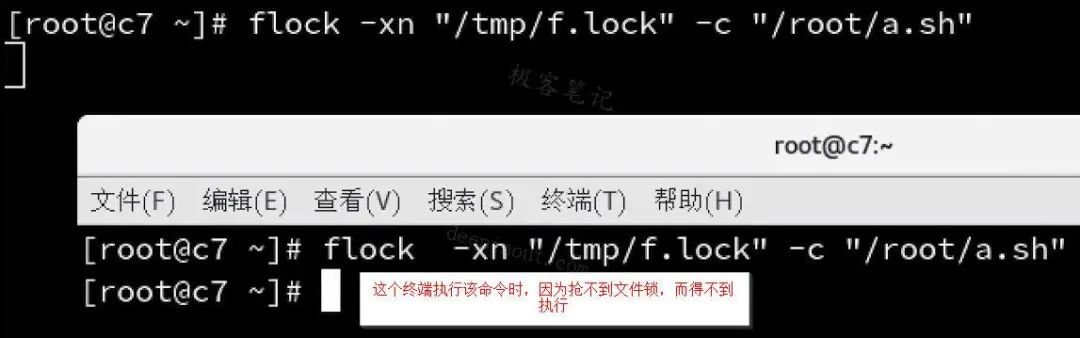 [root@c7 ~]# flock -xn "/tmp/f.lock" -c "/root/a.sh"
极客笔记
root@c7:~
文件(F) 编辑(E) 查看(V) 搜索(S) 终端(T) 帮助(H)
[root@c7 ~]# flock  -xn "/tmp/f.lock" -c "/root/a.sh"
deepinout.com
[root@c7 ~]#
这个终端执行该命令时，因为抢不到文件锁，而得不到
执行